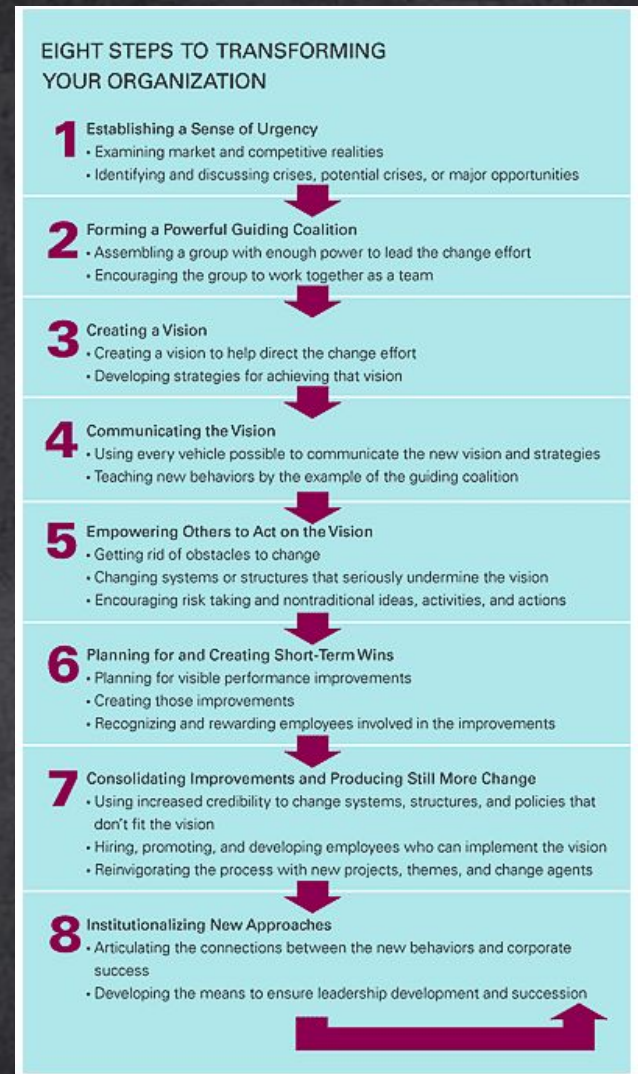 EIGHT STEPS TO TRANSFORMING
YOUR ORGANIZATION
1 Establishing a Sense of Urgency
• Examining market and competitive realities
• Identifying and discussing crises, potential crises, or major opportunities
2 Forming a Powerful Guiding Coalition
• Assembling a group with enough power to lead the change effort
• Encouraging the group to work together as a team
3 Creating a Vision
• Creating a vision to help direct the change effort
• Developing strategies for achieving that vision
4 Communicating the Vision
• Using every vehicle possible to communicate the new vision and strategies
• Teaching new behaviors by the example of the guiding coalition
5 Empowering Others to Act on the Vision
• Getting rid of obstacles to change
• Changing systems or structures that seriously undermine the vision
• Encouraging risk taking and nontraditional ideas, activities, and actions
6 Planning for and Creating Short-Term Wins
• Planning for visible performance improvements
• Creating those improvements
• Recognizing and rewarding employees involved in the improvements
7 Consolidating Improvements and Producing Still More Change
• Using increased credibility to change systems, structures, and policies that
don't fit the vision
• Hiring, promoting, and developing employees who can implement the vision
• Reinvigorating the process with new projects, themes, and change agents
8 Institutionalizing New Approaches
• Articulating the connections between the new behaviors and corporate
success
• Developing the means to ensure leadership development and succession